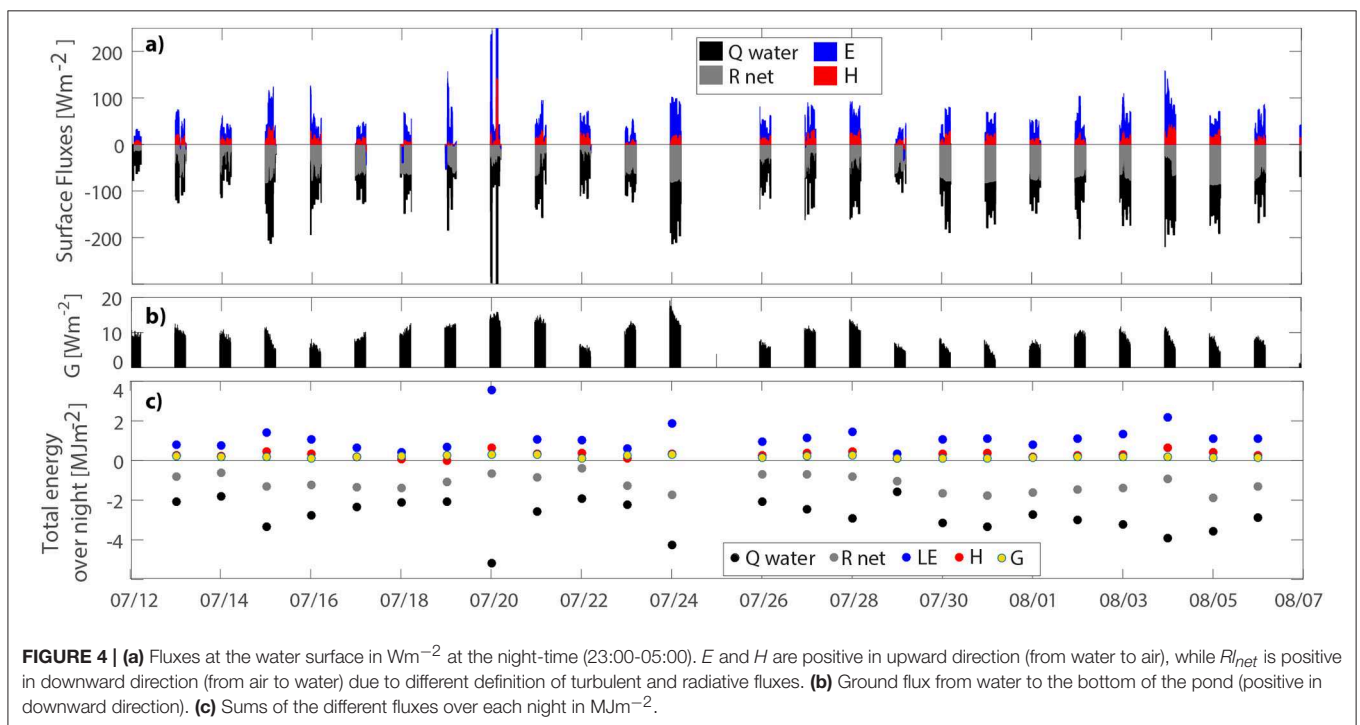 a)
Surface Fluxes [Wm-2]
200
100
0
-100
-200
Q water
E
R net
H
b)
G [Wm-2]
20
10
0
c)
Total energy
over night [MJm-2]
4
2
0
-2
-4
Q water R net LE H G
07/12 07/14 07/16 07/18 07/20 07/22 07/24 07/26 07/28 07/30 08/01 08/03 08/05 08/07
FIGURE 4 | (a) Fluxes at the water surface in Wm−2 at the night-time (23:00-05:00). E and H are positive in upward direction (from water to air), while RInet is positive
in downward direction (from air to water) due to different definition of turbulent and radiative fluxes. (b) Ground flux from water to the bottom of the pond (positive in
downward direction). (c) Sums of the different fluxes over each night in MJm−2.